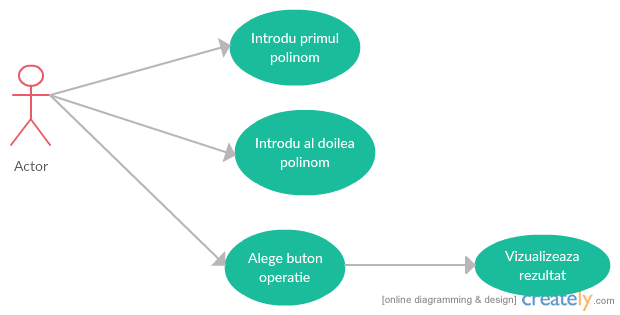 Introdu primul
polinom
Actor
Introdu al doilea
polinom
Alege buton
operatie
Vizualizeaza
rezultat
[online diagramming & design] creately.com